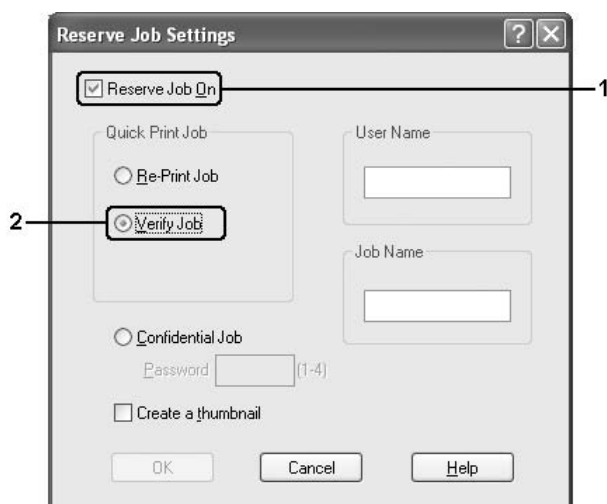 Reserve Job Settings
Reserve Job On
1
Quick Print Job
User Name
Re-Print Job
2
Verify Job
Job Name
Confidential Job
Password
(1-4)
Create a thumbnail
OK
Cancel
Help